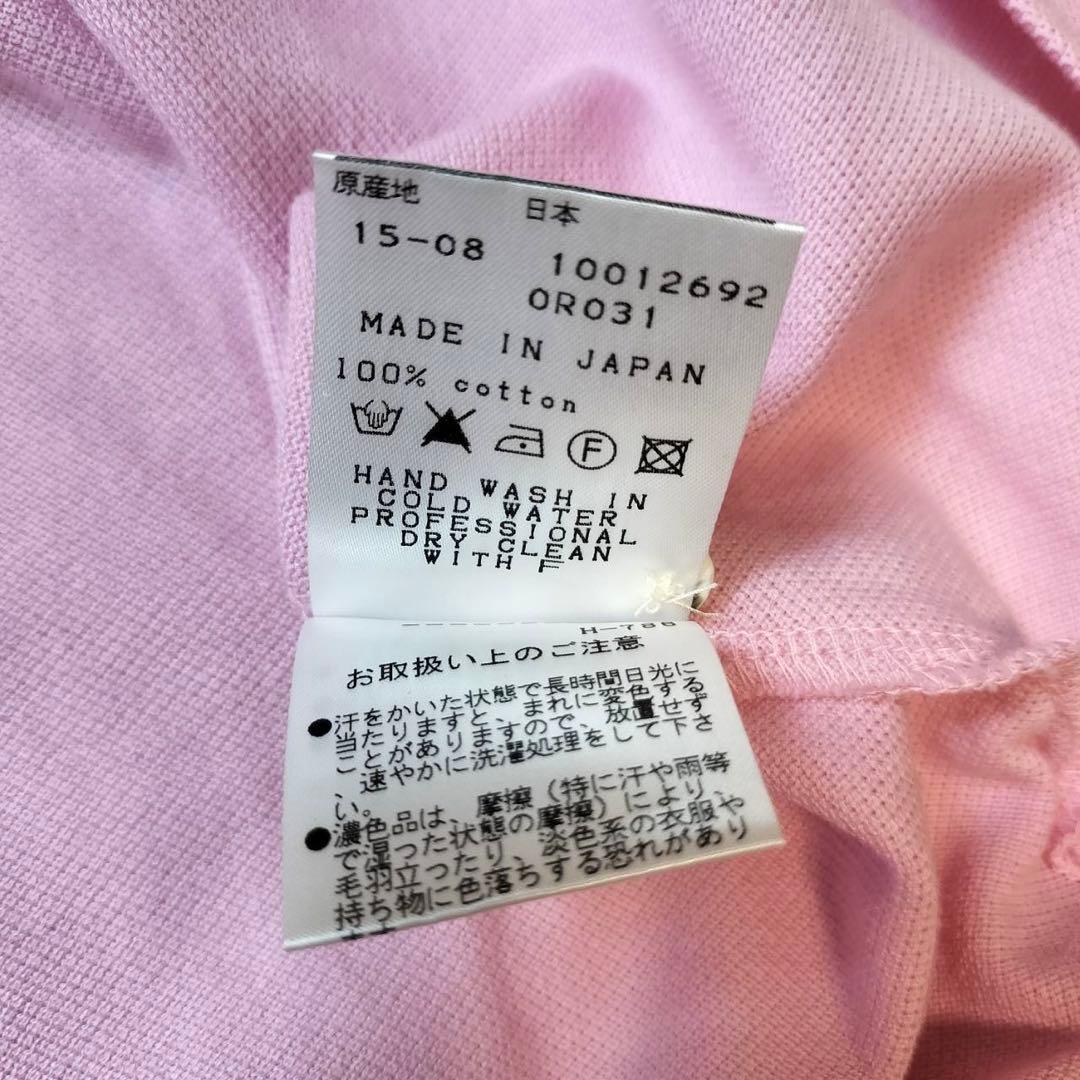 原産地 日本
15-08 10012692
0R031
MADE IN JAPAN
100% cotton
F
HAND WASH IN
COLD WATER
PROFESSIONAL
DRY CLEAN
WITH F
お取扱い上のご注意
●汗をかいた状態で長時間日光に
当たりますと、まれに変色する
ことがありますので、放置せず
速やかに洗濯処理をして下さ
い。
●濃色品は、摩擦(特に汗や雨等
で湿った状態の摩擦)により、
毛羽立ったり、淡色系の衣服や
持ち物に色落ちする恐れがあり